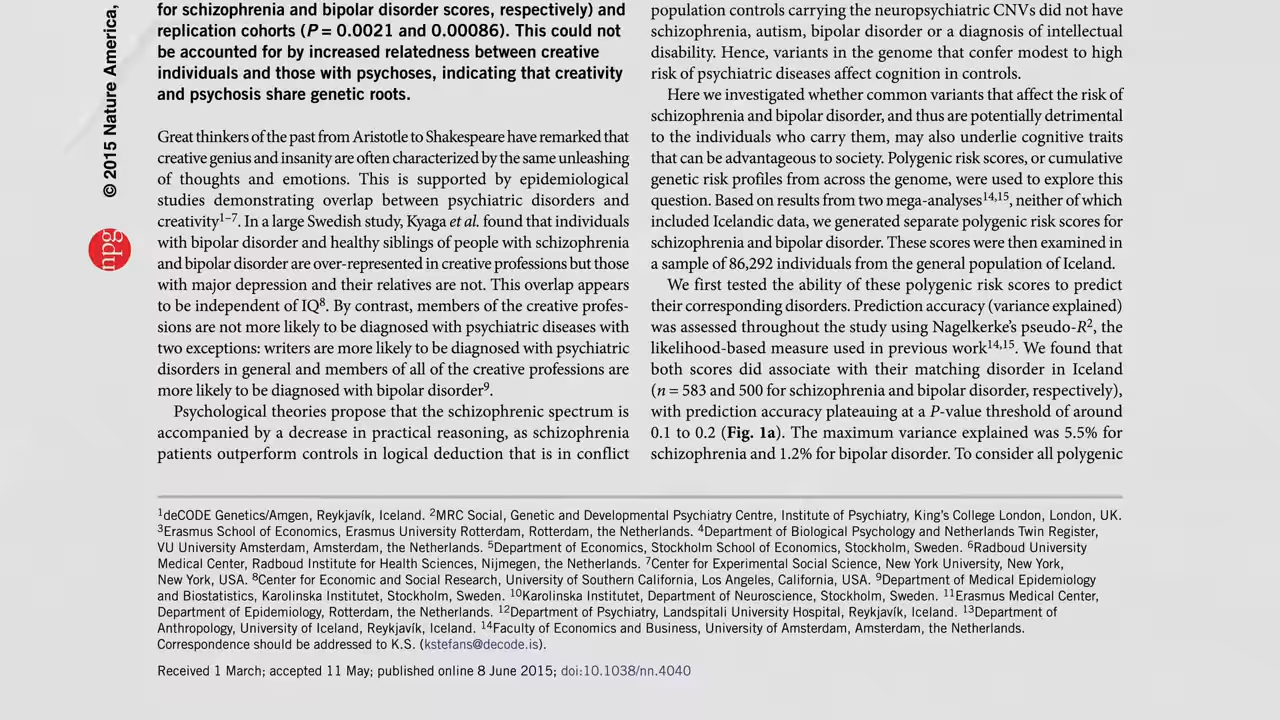 for schizophrenia and bipolar disorder scores, respectively) and
replication cohorts (P = 0.0021 and 0.00086). This could not
be accounted for by increased relatedness between creative
individuals and those with psychoses, indicating that creativity
and psychosis share genetic roots.
Great thinkers of the past from Aristotle to Shakespeare have remarked that
creative genius and insanity are often characterized by the same unleashing
of thoughts and emotions. This is supported by epidemiological
studies demonstrating overlap between psychiatric disorders and
creativity1–7. In a large Swedish study, Kyaga et al. found that individuals
with bipolar disorder and healthy siblings of people with schizophrenia
and bipolar disorder are over-represented in creative professions but those
with major depression and their relatives are not. This overlap appears
to be independent of IQ8. By contrast, members of the creative profes-
sions are not more likely to be diagnosed with psychiatric diseases with
two exceptions: writers are more likely to be diagnosed with psychiatric
disorders in general and members of all of the creative professions are
more likely to be diagnosed with bipolar disorder9.
Psychological theories propose that the schizophrenic spectrum is
accompanied by a decrease in practical reasoning, as schizophrenia
patients outperform controls in logical deduction that is in conflict
population controls carrying the neuropsychiatric CNVs did not have
schizophrenia, autism, bipolar disorder or a diagnosis of intellectual
disability. Hence, variants in the genome that confer modest to high
risk of psychiatric diseases affect cognition in controls.
Here we investigated whether common variants that affect the risk of
schizophrenia and bipolar disorder, and thus are potentially detrimental
to the individuals who carry them, may also underlie cognitive traits
that can be advantageous to society. Polygenic risk scores, or cumulative
genetic risk profiles from across the genome, were used to explore this
question. Based on results from two mega-analyses14,15, neither of which
included Icelandic data, we generated separate polygenic risk scores for
schizophrenia and bipolar disorder. These scores were then examined in
a sample of 86,292 individuals from the general population of Iceland.
We first tested the ability of these polygenic risk scores to predict
their corresponding disorders. Prediction accuracy (variance explained)
was assessed throughout the study using Nagelkerke's pseudo-R2, the
likelihood-based measure used in previous work14,15. We found that
both scores did associate with their matching disorder in Iceland
(n = 583 and 500 for schizophrenia and bipolar disorder, respectively),
with prediction accuracy plateauing at a P-value threshold of around
0.1 to 0.2 (Fig. 1a). The maximum variance explained was 5.5% for
schizophrenia and 1.2% for bipolar disorder. To consider all polygenic
1deCODE Genetics/Amgen, Reykjavík, Iceland. 2MRC Social, Genetic and Developmental Psychiatry Centre, Institute of Psychiatry, King's College London, London, UK.
3Erasmus School of Economics, Erasmus University Rotterdam, Rotterdam, the Netherlands. 4Department of Biological Psychology and Netherlands Twin Register,
VU University Amsterdam, Amsterdam, the Netherlands. 5Department of Economics, Stockholm School of Economics, Stockholm, Sweden. 6Radboud University
Medical Center, Radboud Institute for Health Sciences, Nijmegen, the Netherlands. 7Center for Experimental Social Science, New York University, New York,
New York, USA. 8Center for Economic and Social Research, University of Southern California, Los Angeles, California, USA. 9Department of Medical Epidemiology
and Biostatistics, Karolinska Institutet, Stockholm, Sweden. 10Karolinska Institutet, Department of Neuroscience, Stockholm, Sweden. 11Erasmus Medical Center,
Department of Epidemiology, Rotterdam, the Netherlands. 12Department of Psychiatry, Landspitali University Hospital, Reykjavík, Iceland. 13Department of
Anthropology, University of Iceland, Reykjavík, Iceland. 14Faculty of Economics and Business, University of Amsterdam, Amsterdam, the Netherlands.
Correspondence should be addressed to K.S. (kstefans@decode.is).
Received 1 March; accepted 11 May; published online 8 June 2015; doi:10.1038/nn.4040
© 2015 Nature America,
npg